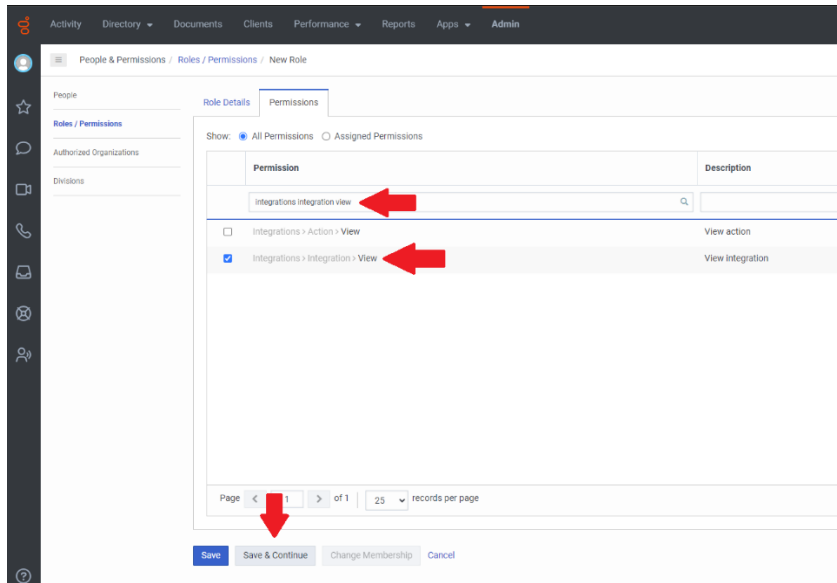 Activity Directory Documents Clients Performance Reports Apps Admin
People & Permissions / Roles / Permissions / New Role
People
Roles / Permissions
Authorized Organizations
Divisions
Role Details Permissions
Show: All Permissions Assigned Permissions
Permission Description
integrations integration view
Integrations > Action > View View action
Integrations > Integration > View View integration
Page 1 of 1 25 records per page
Save Save & Continue Change Membership Cancel